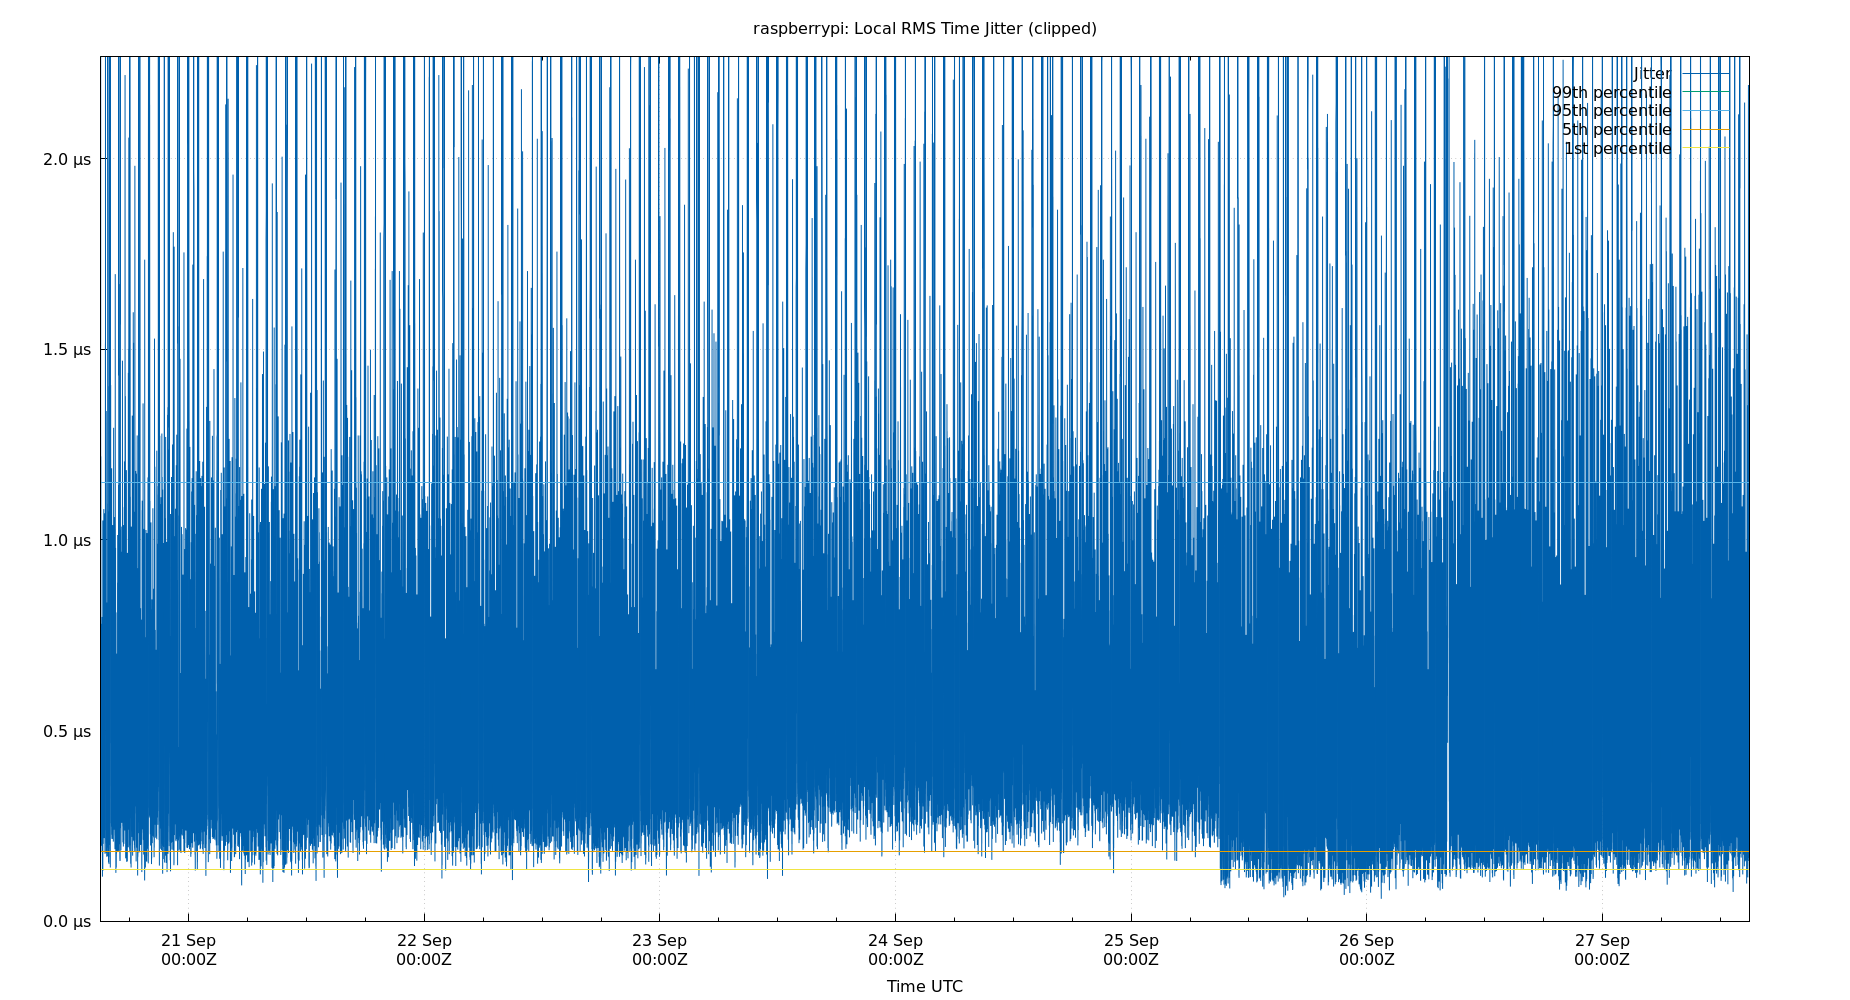 raspberrypi: Local RMS Time Jitter (clipped)
Jitter
99th percentile
95th percentile
5th percentile
1st percentile
2.0 µs
1.5 µs
1.0 µs
0.5 µs
0.0 µs
21 Sep 22 Sep 23 Sep 24 Sep 25 Sep 26 Sep 27 Sep
00:00Z 00:00Z 00:00Z 00:00Z 00:00Z 00:00Z 00:00Z
Time UTC